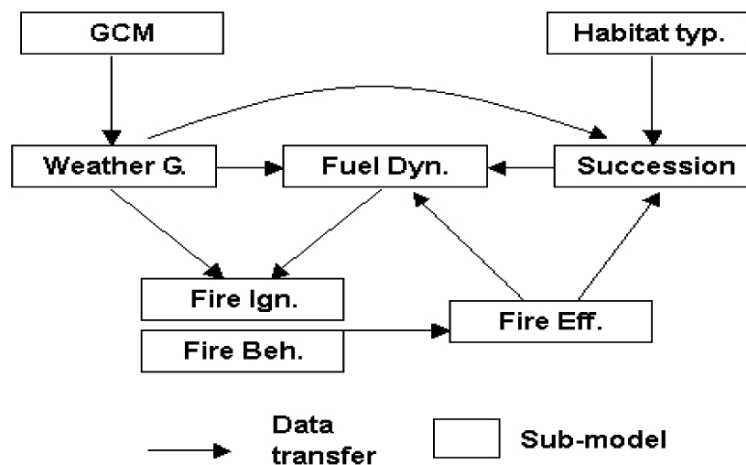 GCM
Habitat typ.
Weather G.
Fuel Dyn.
Succession
Fire Ign.
Fire Beh.
Fire Eff.
Data
transfer
Sub-model